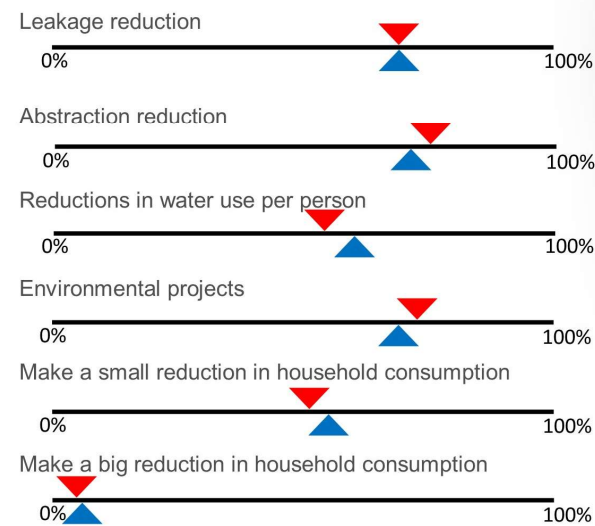 Leakage reduction
0% 100%
Abstraction reduction
0% 100%
Reductions in water use per person
0% 100%
Environmental projects
0% 100%
Make a small reduction in household consumption
0% 100%
Make a big reduction in household consumption
0% 100%